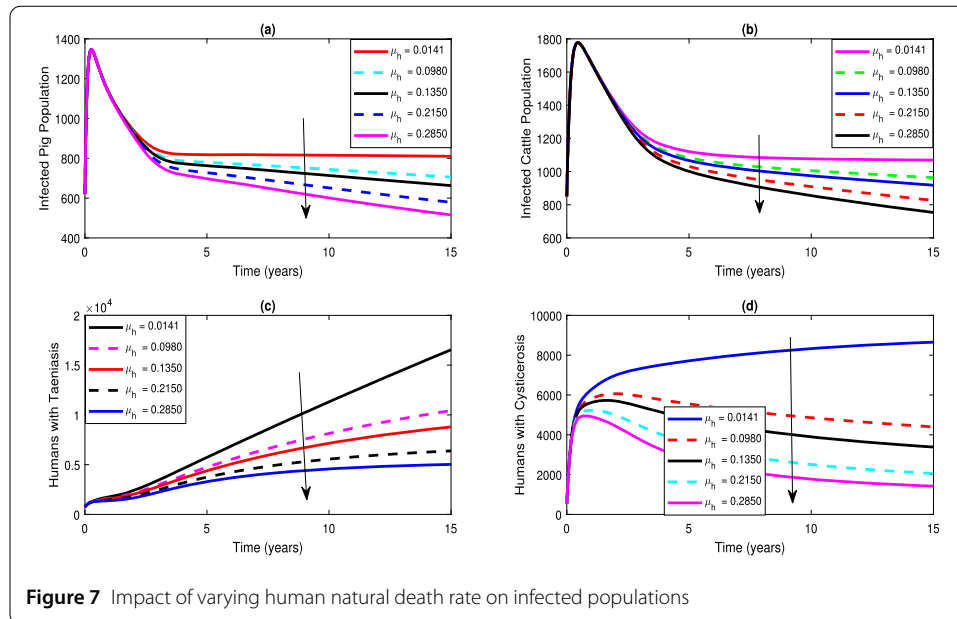 (a)
1400
1200
1000
800
600
400
Infected Pig Population
0 5 10 15
Time (years)
μh = 0.0141
μh = 0.0980
μh = 0.1350
μh = 0.2150
μh = 0.2850
(b)
1800
1600
1400
1200
1000
800
600
Infected Cattle Population
0 5 10 15
Time (years)
μh = 0.0141
μh = 0.0980
μh = 0.1350
μh = 0.2150
μh = 0.2850
(c)
×10⁴
2
1.5
1
0.5
0
Humans with Taeniasis
0 5 10 15
Time (years)
μh = 0.0141
μh = 0.0980
μh = 0.1350
μh = 0.2150
μh = 0.2850
(d)
10000
8000
6000
4000
2000
0
Humans with Cysticerosis
0 5 10 15
Time (years)
μh = 0.0141
μh = 0.0980
μh = 0.1350
μh = 0.2150
μh = 0.2850
Figure 7 Impact of varying human natural death rate on infected populations